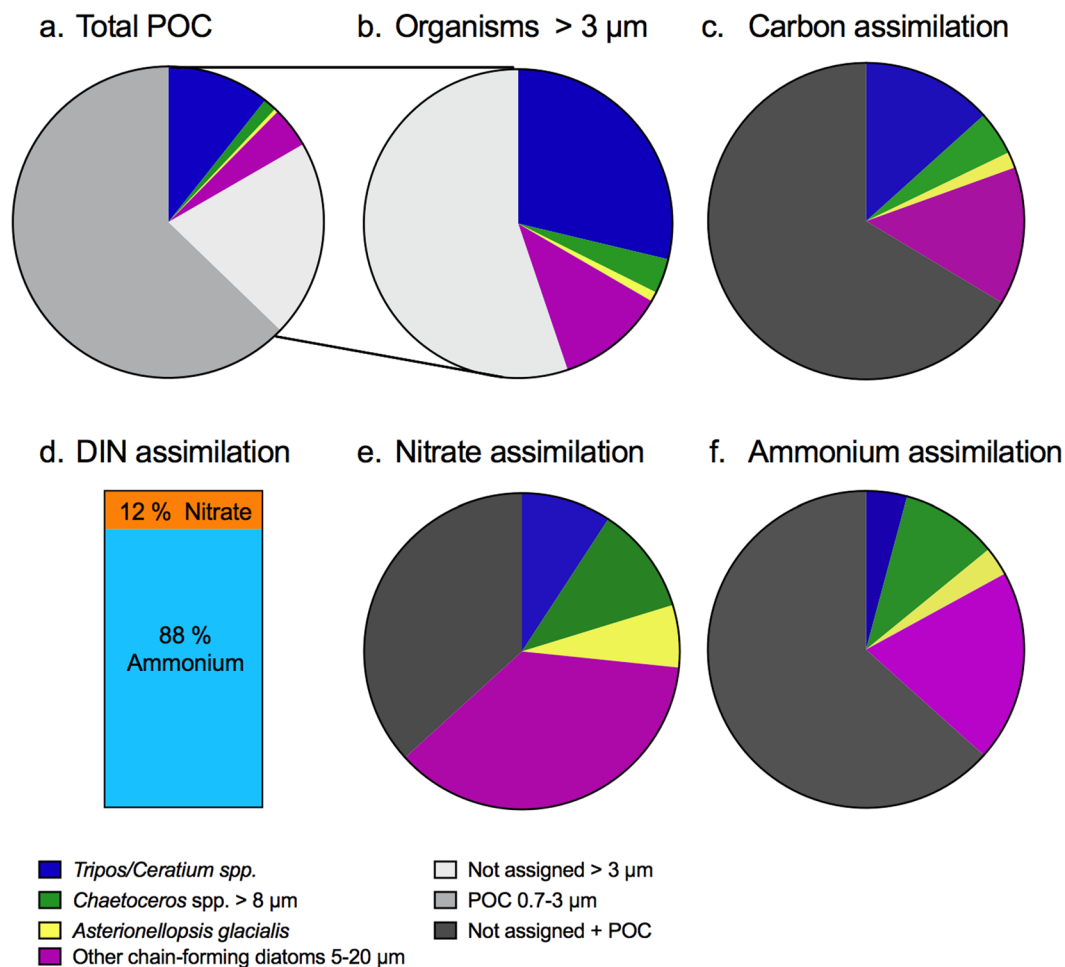 a. Total POC
b. Organisms > 3 µm
c. Carbon assimilation
d. DIN assimilation
e. Nitrate assimilation
f. Ammonium assimilation
12 % Nitrate
88 %
Ammonium
Tripos/Ceratium spp.
Chaetoceros spp. > 8 µm
Asterionellopsis glacialis
Other chain-forming diatoms 5-20 µm
Not assigned > 3 µm
POC 0.7-3 µm
Not assigned + POC